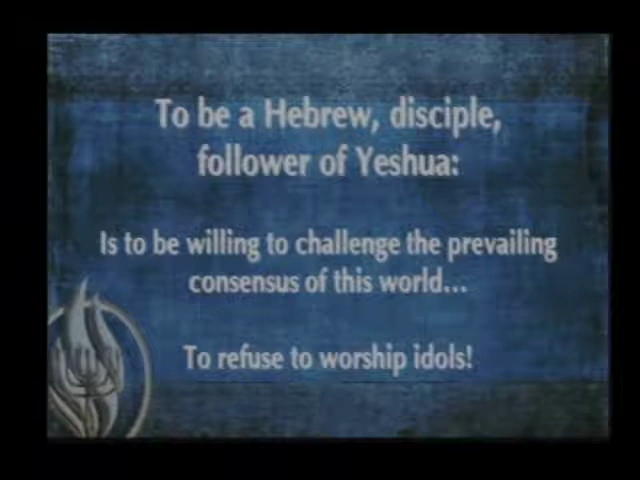 To be a Hebrew, disciple,
follower of Yeshua:
Is to be willing to challenge the prevailing
consensus of this world...
To refuse to worship idols!